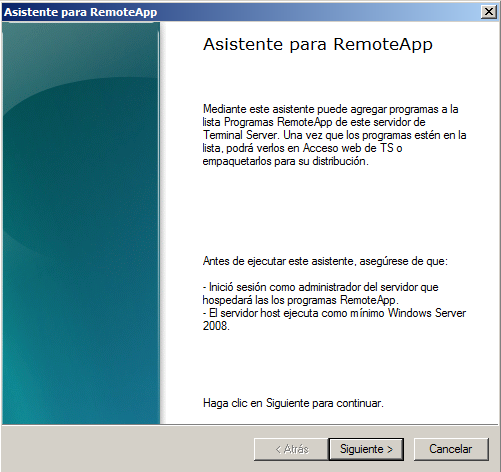 Asistente para RemoteApp
Asistente para RemoteApp
Mediante este asistente puede agregar programas a la
lista Programas RemoteApp de este servidor de
Terminal Server. Una vez que los programas estén en la
lista, podrá verlos en Acceso web de TS o
empaquetarlos para su distribución.
Antes de ejecutar este asistente, asegúrese de que:
- Inició sesión como administrador del servidor que
hospedará las los programas RemoteApp.
- El servidor host ejecuta como mínimo Windows Server
2008.
Haga clic en Siguiente para continuar.
< Atrás Siguiente > Cancelar